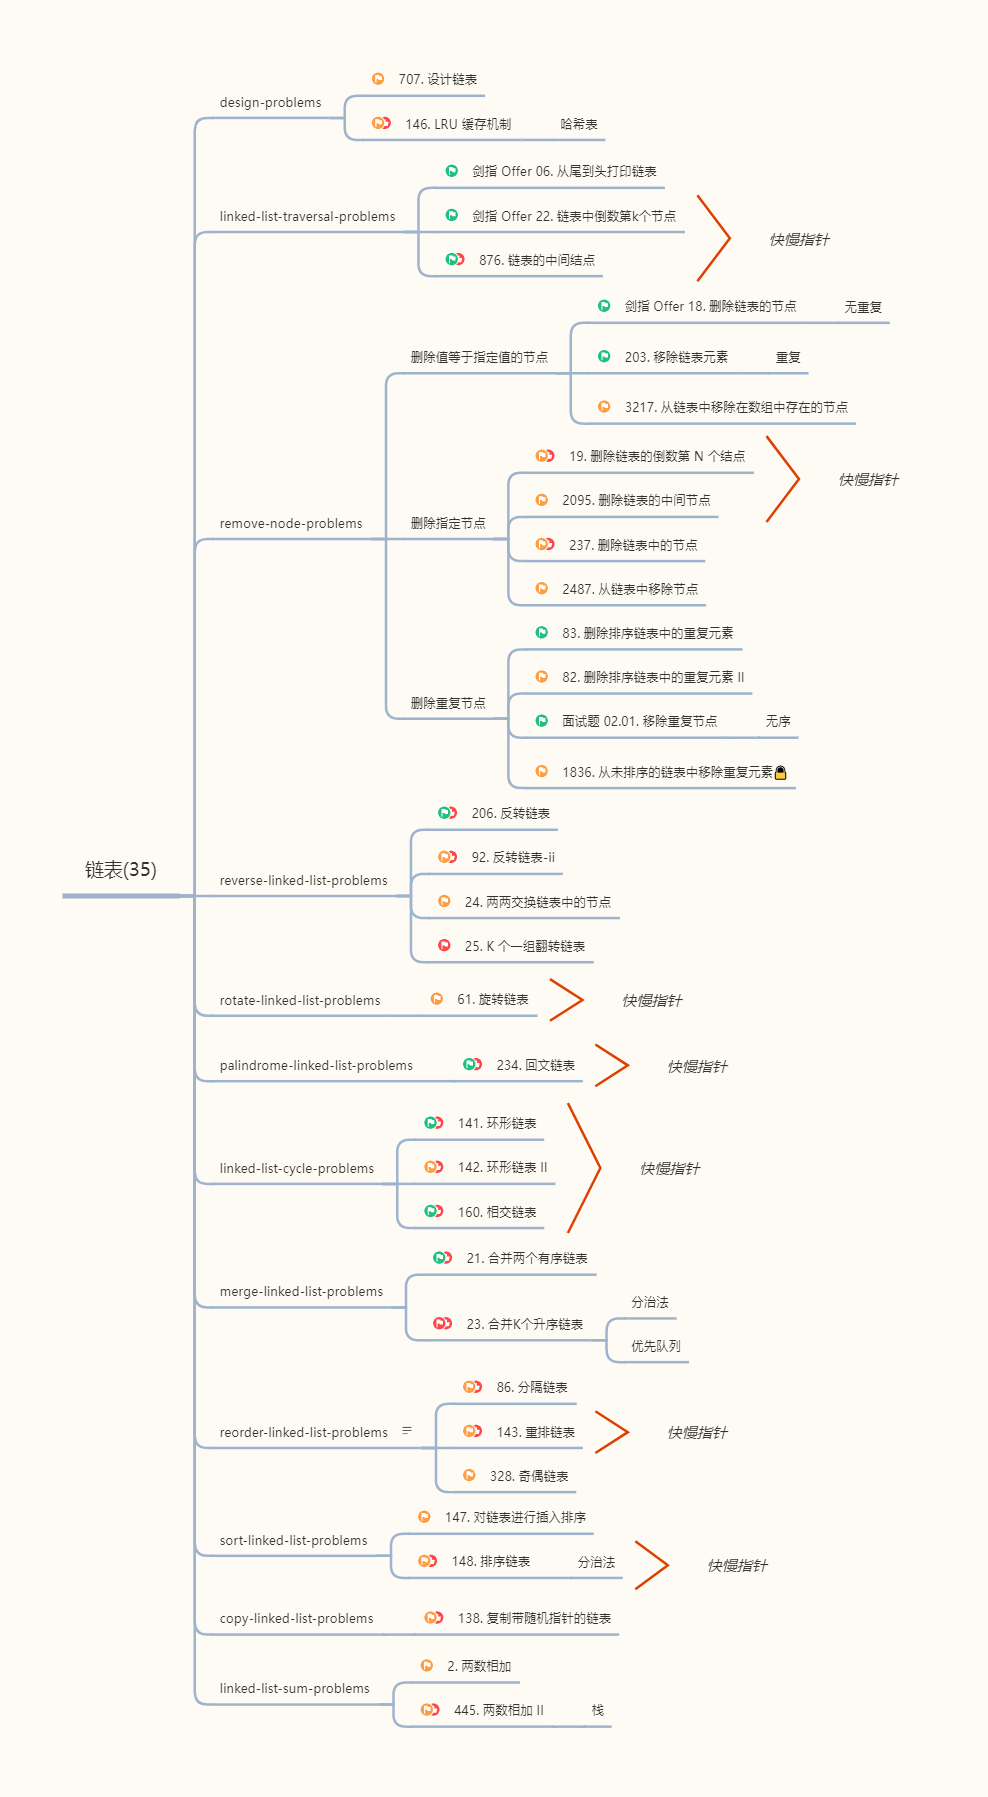 链表(35)
design-problems
707. 设计链表
146. LRU 缓存机制
哈希表
linked-list-traversal-problems
剑指 Offer 06. 从尾到头打印链表
剑指 Offer 22. 链表中倒数第k个节点
876. 链表的中间结点
快慢指针
remove-node-problems
删除值等于指定值的节点
剑指 Offer 18. 删除链表的节点
无重复
203. 移除链表元素
重复
3217. 从链表中移除在数组中存在的节点
删除指定节点
19. 删除链表的倒数第 N 个结点
2095. 删除链表的中间节点
快慢指针
237. 删除链表中的节点
2487. 从链表中移除节点
删除重复节点
83. 删除排序链表中的重复元素
82. 删除排序链表中的重复元素 II
面试题 02.01. 移除重复节点
无序
1836. 从未排序的链表中移除重复元素
reverse-linked-list-problems
206. 反转链表
92. 反转链表-ii
24. 两两交换链表中的节点
25. K 个一组翻转链表
rotate-linked-list-problems
61. 旋转链表
快慢指针
palindrome-linked-list-problems
234. 回文链表
快慢指针
linked-list-cycle-problems
141. 环形链表
142. 环形链表 II
160. 相交链表
快慢指针
merge-linked-list-problems
21. 合并两个有序链表
23. 合并K个升序链表
分治法
优先队列
reorder-linked-list-problems
86. 分隔链表
143. 重排链表
快慢指针
328. 奇偶链表
sort-linked-list-problems
147. 对链表进行插入排序
148. 排序链表
分治法
快慢指针
copy-linked-list-problems
138. 复制带随机指针的链表
linked-list-sum-problems
2. 两数相加
445. 两数相加 II
栈